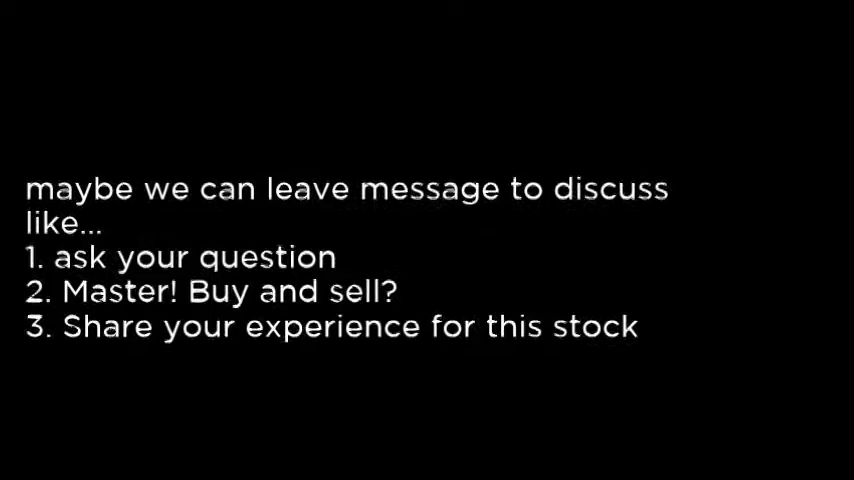 maybe we can leave message to discuss
like...
1. ask your question
2. Master! Buy and sell?
3. Share your experience for this stock